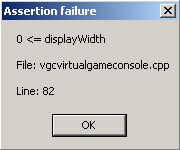 Assertion failure
0 <= displayWidth
File: vgcvirtualgameconsole.cpp
Line: 82
OK